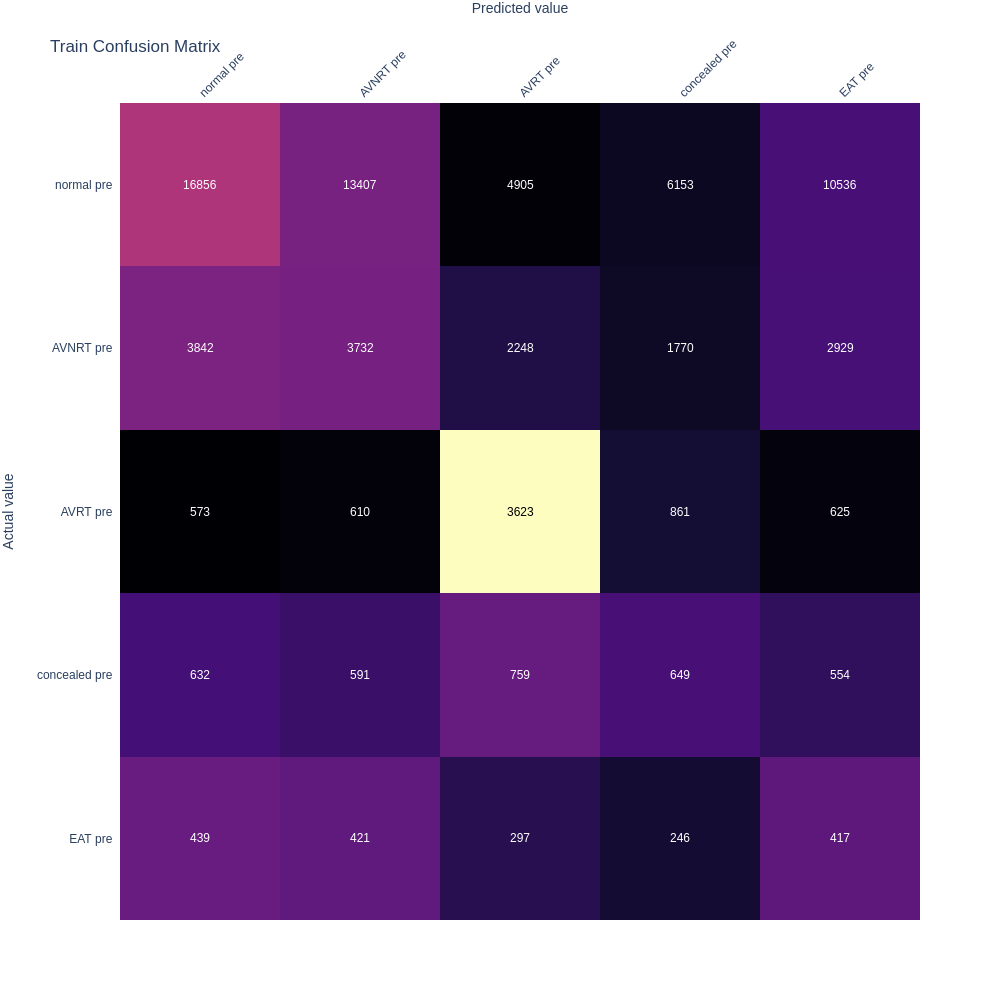 Predicted value
Train Confusion Matrix
normal pre AVNRT pre AVRT pre concealed pre EAT pre
normal pre 16856 13407 4905 6153 10536
AVNRT pre 3842 3732 2248 1770 2929
AVRT pre 573 610 3623 861 625
concealed pre 632 591 759 649 554
EAT pre 439 421 297 246 417
Actual value